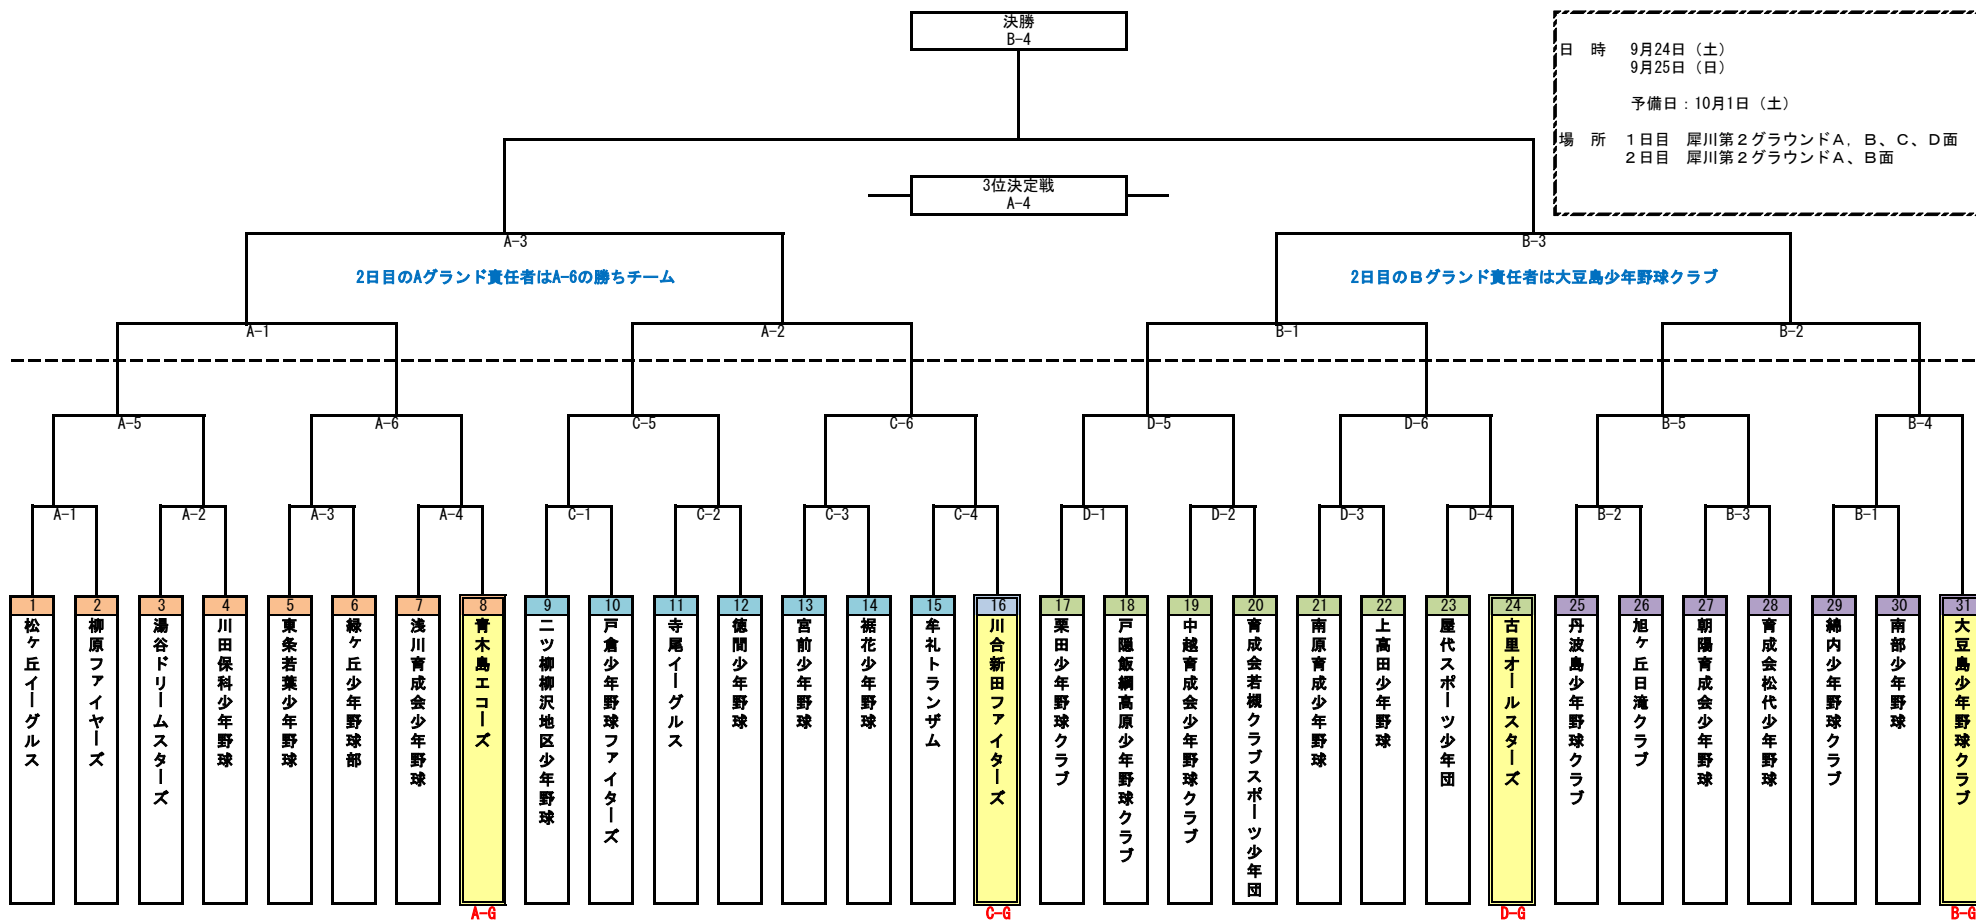 決勝
B-4
日　時　9月24日（土）
9月25日（日）
予備日：10月1日（土）
場　所　１日目　犀川第２グラウンドＡ，Ｂ、Ｃ、Ｄ面
２日目　犀川第２グラウンドＡ、Ｂ面
3位決定戦
A-4
A-3
B-3
2日目のAグランド責任者はA-6の勝ちチーム
2日目のＢグランド責任者は大豆島少年野球クラブ
A-1
A-2
B-1
B-2
A-5
A-6
C-5
C-6
D-5
D-6
B-5
B-4
A-1
A-2
A-3
A-4
C-1
C-2
C-3
C-4
D-1
D-2
D-3
D-4
B-2
B-3
B-1
1
松ヶ丘イーグルス
2
柳原ファイヤーズ
3
湯谷ドリームスターズ
4
川田保科少年野球
5
東条若葉少年野球
6
緑ヶ丘少年野球部
7
浅川育成会少年野球
8
青木島エコーズ
9
二ツ柳柳沢地区少年野球
10
戸倉少年野球ファイターズ
11
寺尾イーグルス
12
徳間少年野球
13
宮前少年野球
14
裾花少年野球
15
牟礼トランザム
16
川合新田ファイターズ
17
栗田少年野球クラブ
18
戸隠飯綱高原少年野球クラブ
19
中越育成会少年野球クラブ
20
育成会若槻クラブスポーツ少年団
21
南原育成少年野球
22
上高田少年野球
23
屋代スポーツ少年団
24
古里オールスターズ
25
丹波島少年野球クラブ
26
旭ケ丘日滝クラブ
27
朝陽育成会少年野球
28
育成会松代少年野球
29
綿内少年野球クラブ
30
南部少年野球
31
大豆島少年野球クラブ
A-G
C-G
D-G
B-G